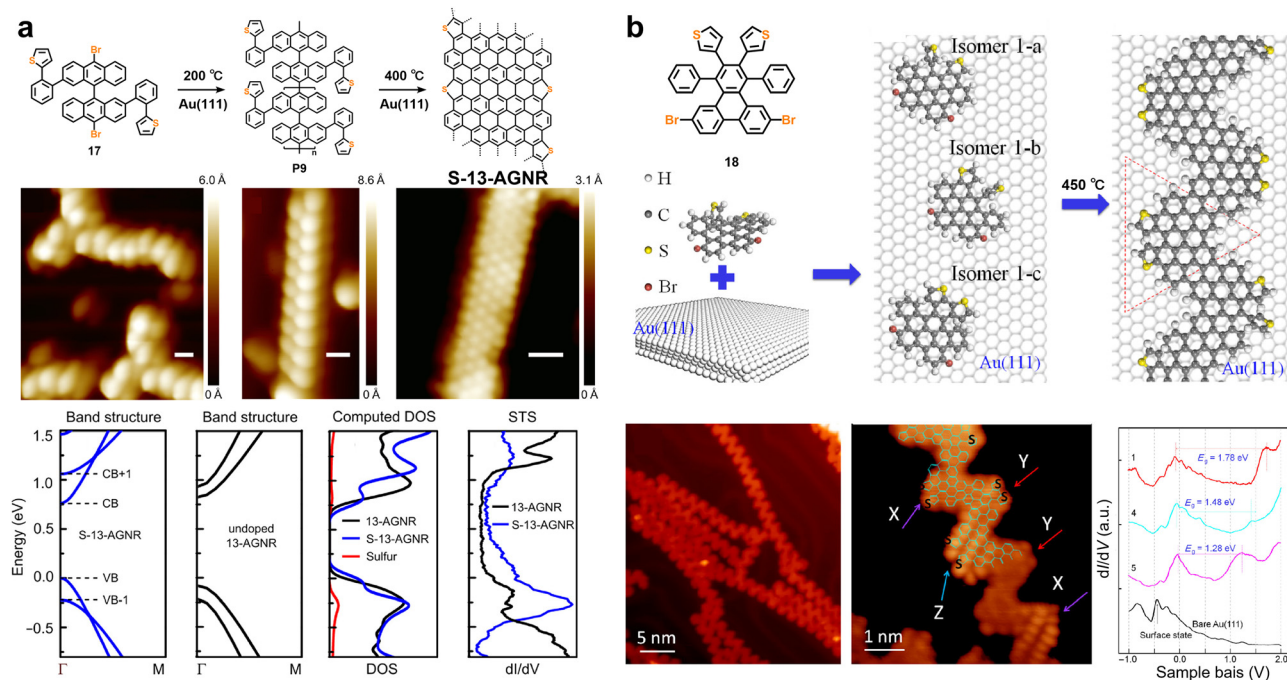 a
Br
S
S
Br
17
200 ℃
Au(111)
S
S
S
S
n
P9
400 ℃
Au(111)
S
S
S
S
S-13-AGNR
6.0 Å
0 Å
8.6 Å
0 Å
3.1 Å
0 Å
Band structure
Band structure
Computed DOS
STS
Energy (eV)
1.5
1.0
0.5
0.0
−0.5
CB+1
CB
S-13-AGNR
VB
VB-1
Γ
M
undoped
13-AGNR
Γ
M
13-AGNR
S-13-AGNR
Sulfur
DOS
13-AGNR
S-13-AGNR
dI/dV
b
S
S
Br
Br
18
H
C
S
Br
Au(111)
Isomer 1-a
Isomer 1-b
Isomer 1-c
Au(111)
450 ℃
Au(111)
5 nm
S
S
S
S
S
S
X
Y
Y
X
Z
1 nm
dI/dV (a.u.)
1
4
5
Eg = 1.78 eV
Eg = 1.48 eV
Eg = 1.28 eV
Surface state
Bare Au(111)
-1.0
0.0
1.0
2.0
Sample bais (V)